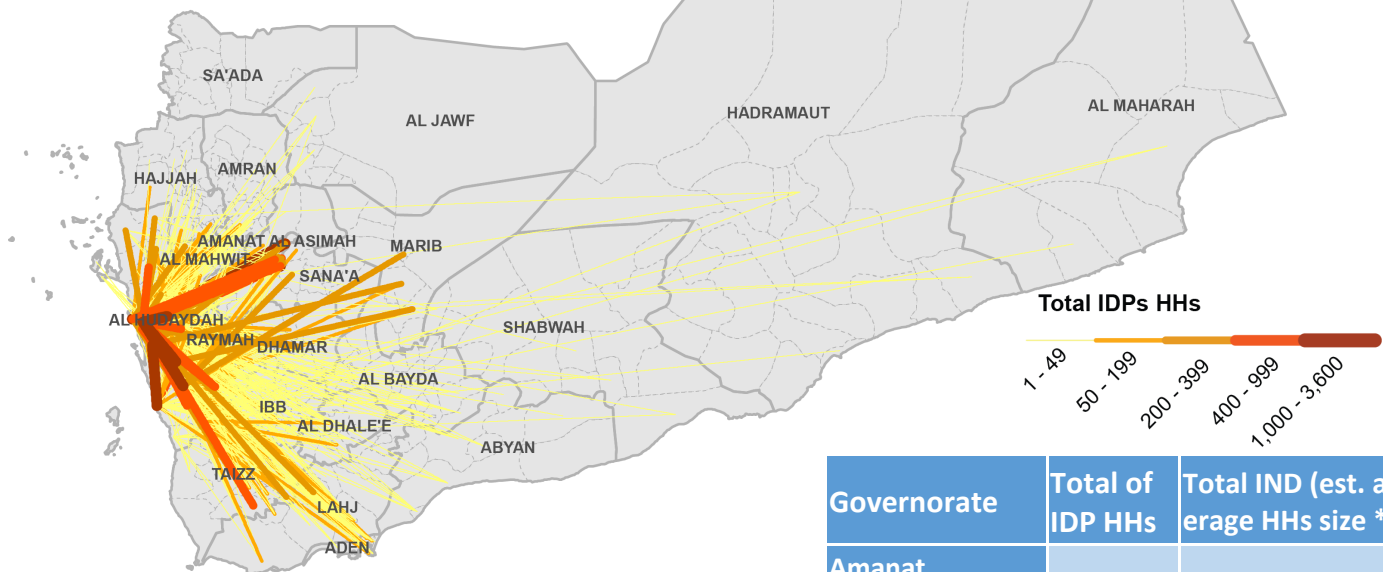 SA'ADA
AL JAWF
HADRAMAUT
AL MAHARAH
HAJJAH
AMRAN
AMANAT AL ASIMAH
MARIB
AL MAHWIT
SANA'A
AL HUDAYDAH
RAYMAH
DHAMAR
SHABWAH
AL BAYDA
IBB
AL DHALE'E
ABYAN
TAIZZ
LAHJ
ADEN
Total IDPs HHs
1 - 49
50 - 199
200 - 399
400 - 999
1,000 - 3,600
Governorate
Total of
IDP HHs
Total IND (est. a
erage HHs size *
Amanat